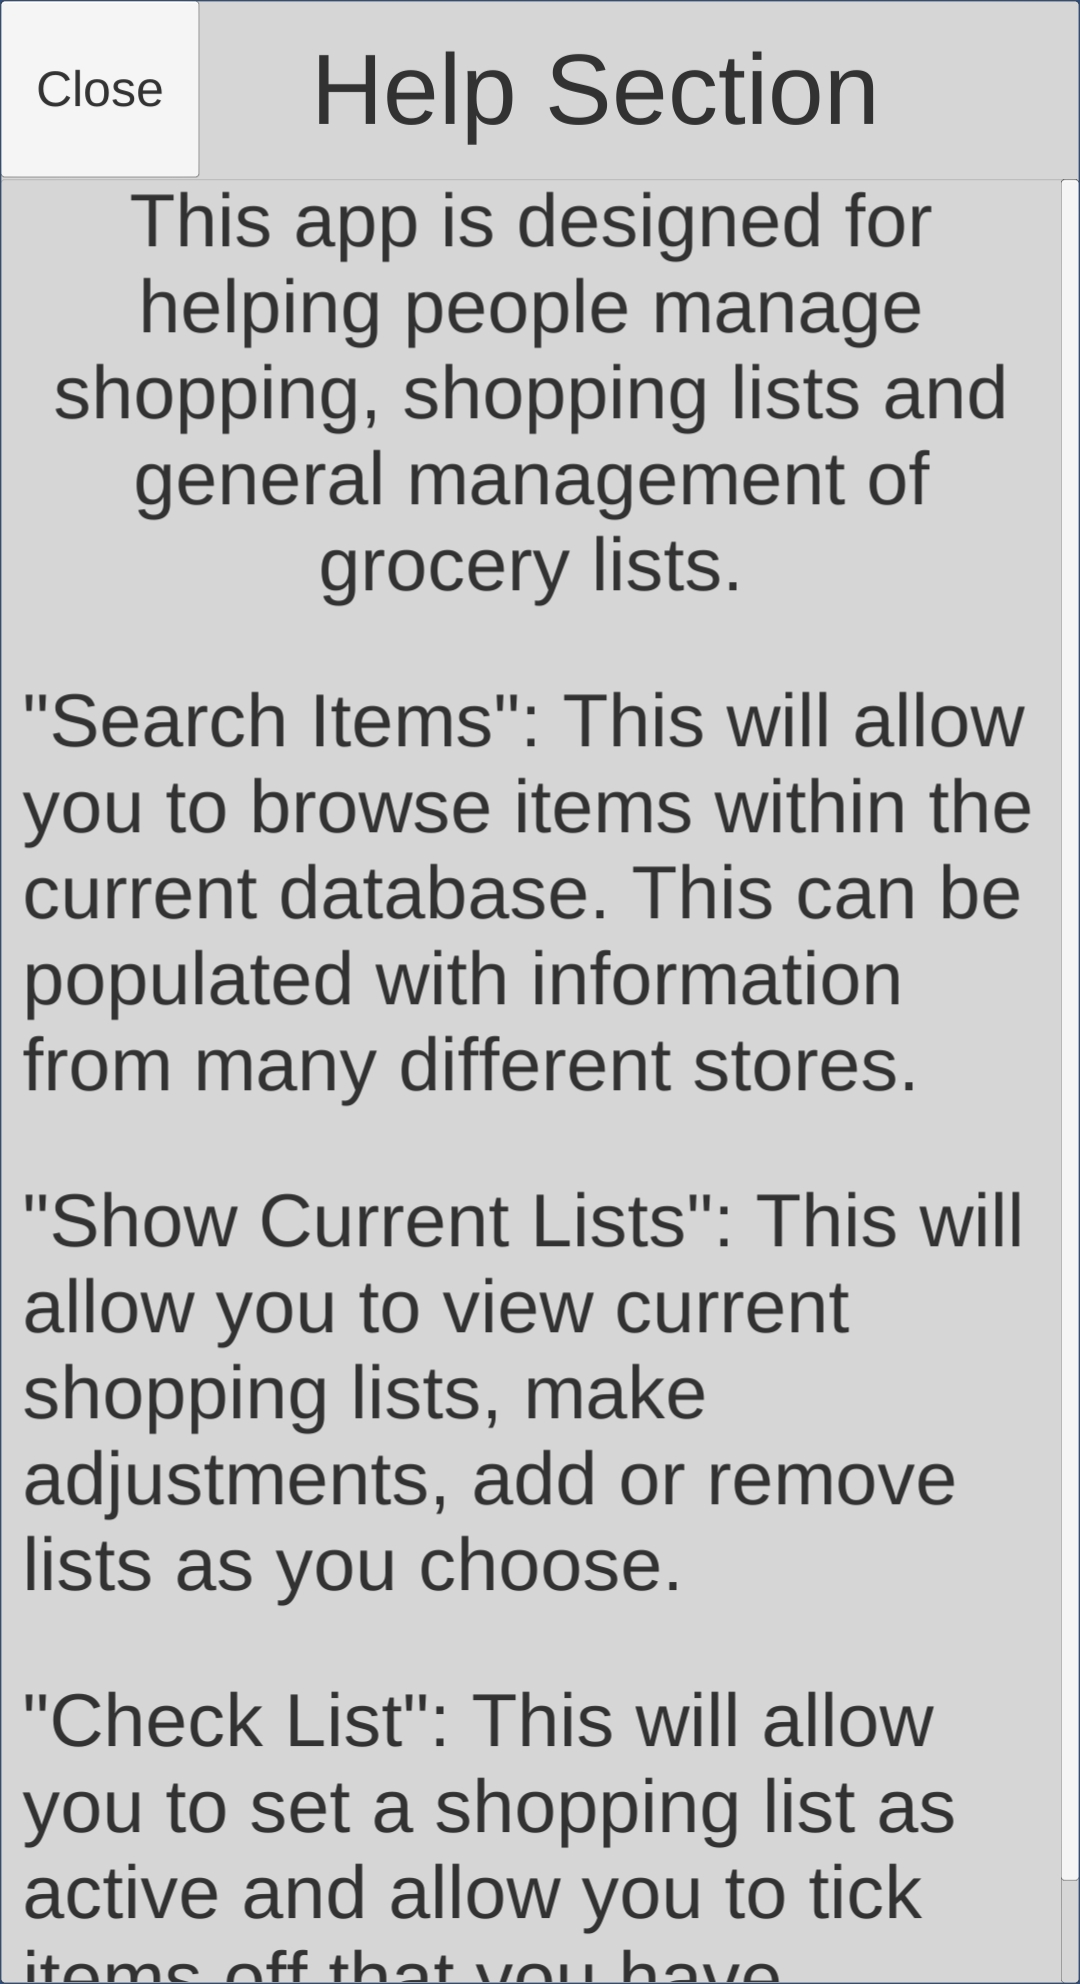 Close
Help Section
This app is designed for
helping people manage
shopping, shopping lists and
general management of
grocery lists.
"Search Items": This will allow
you to browse items within the
current database. This can be
populated with information
from many different stores.
"Show Current Lists": This will
allow you to view current
shopping lists, make
adjustments, add or remove
lists as you choose.
"Check List": This will allow
you to set a shopping list as
active and allow you to tick
items off that you have